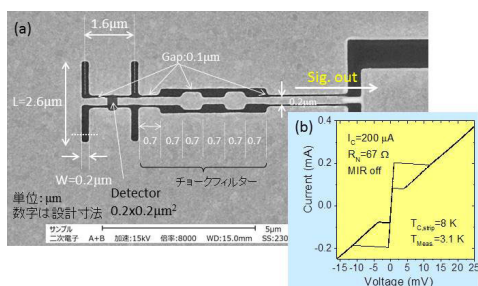 (a)
1.6μm
Gap:0.1μm
Sig. out
L=2.6μm
0.2μm
0.7 0.7 0.7 0.7 0.7 0.7
W=0.2μm
Detector
0.2x0.2μm²
チョークフィルター
単位: μm
数字は設計寸法
5μm
サンプル
二次電子 A+B 加速:15kV 倍率:8000 WD:15.0mm SS:230
(b)
I_C=200 μA
R_N=67 Ω
MIR off
T_C,strip=8 K
T_Meas.=3.1 K
Current (mA)
0.4
0.2
0.0
-0.2
-15 -10 -5 0 5 10 15 20 25
Voltage (mV)